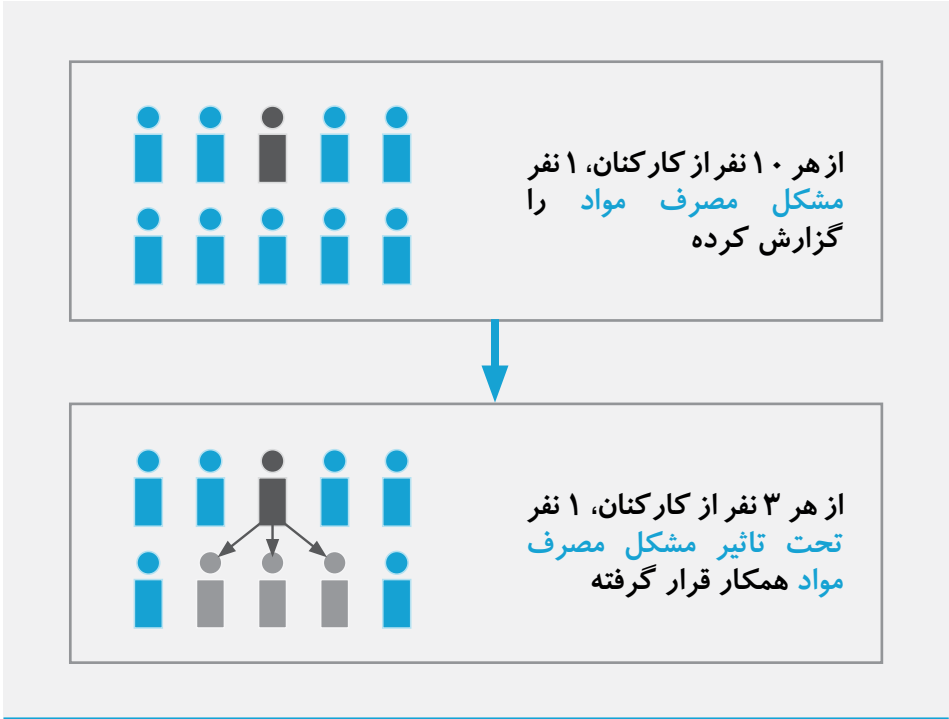 از هر ۱۰ نفر از کارکنان، ۱ نفر
مشکل مصرف مواد را
گزارش کرده
از هر ۳ نفر از کارکنان، ۱ نفر
تحت تاثیر مشکل مصرف
مواد همکار قرار گرفته